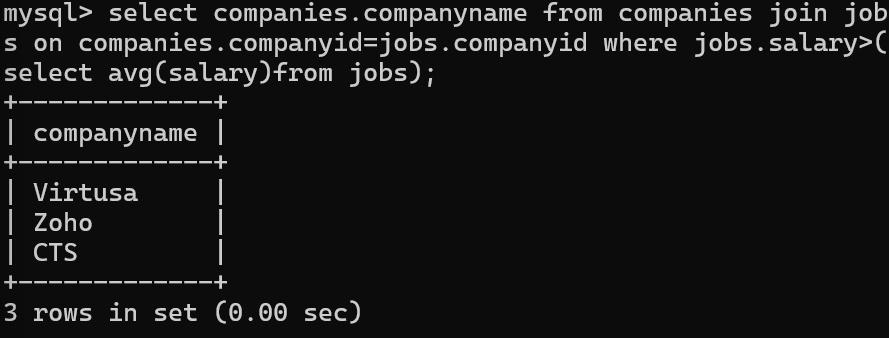 mysql> select companies.companyname from companies join job
s on companies.companyid=jobs.companyid where jobs.salary>(
select avg(salary)from jobs);
+-------------+
| companyname |
+-------------+
| Virtusa     |
| Zoho        |
| CTS         |
+-------------+
3 rows in set (0.00 sec)